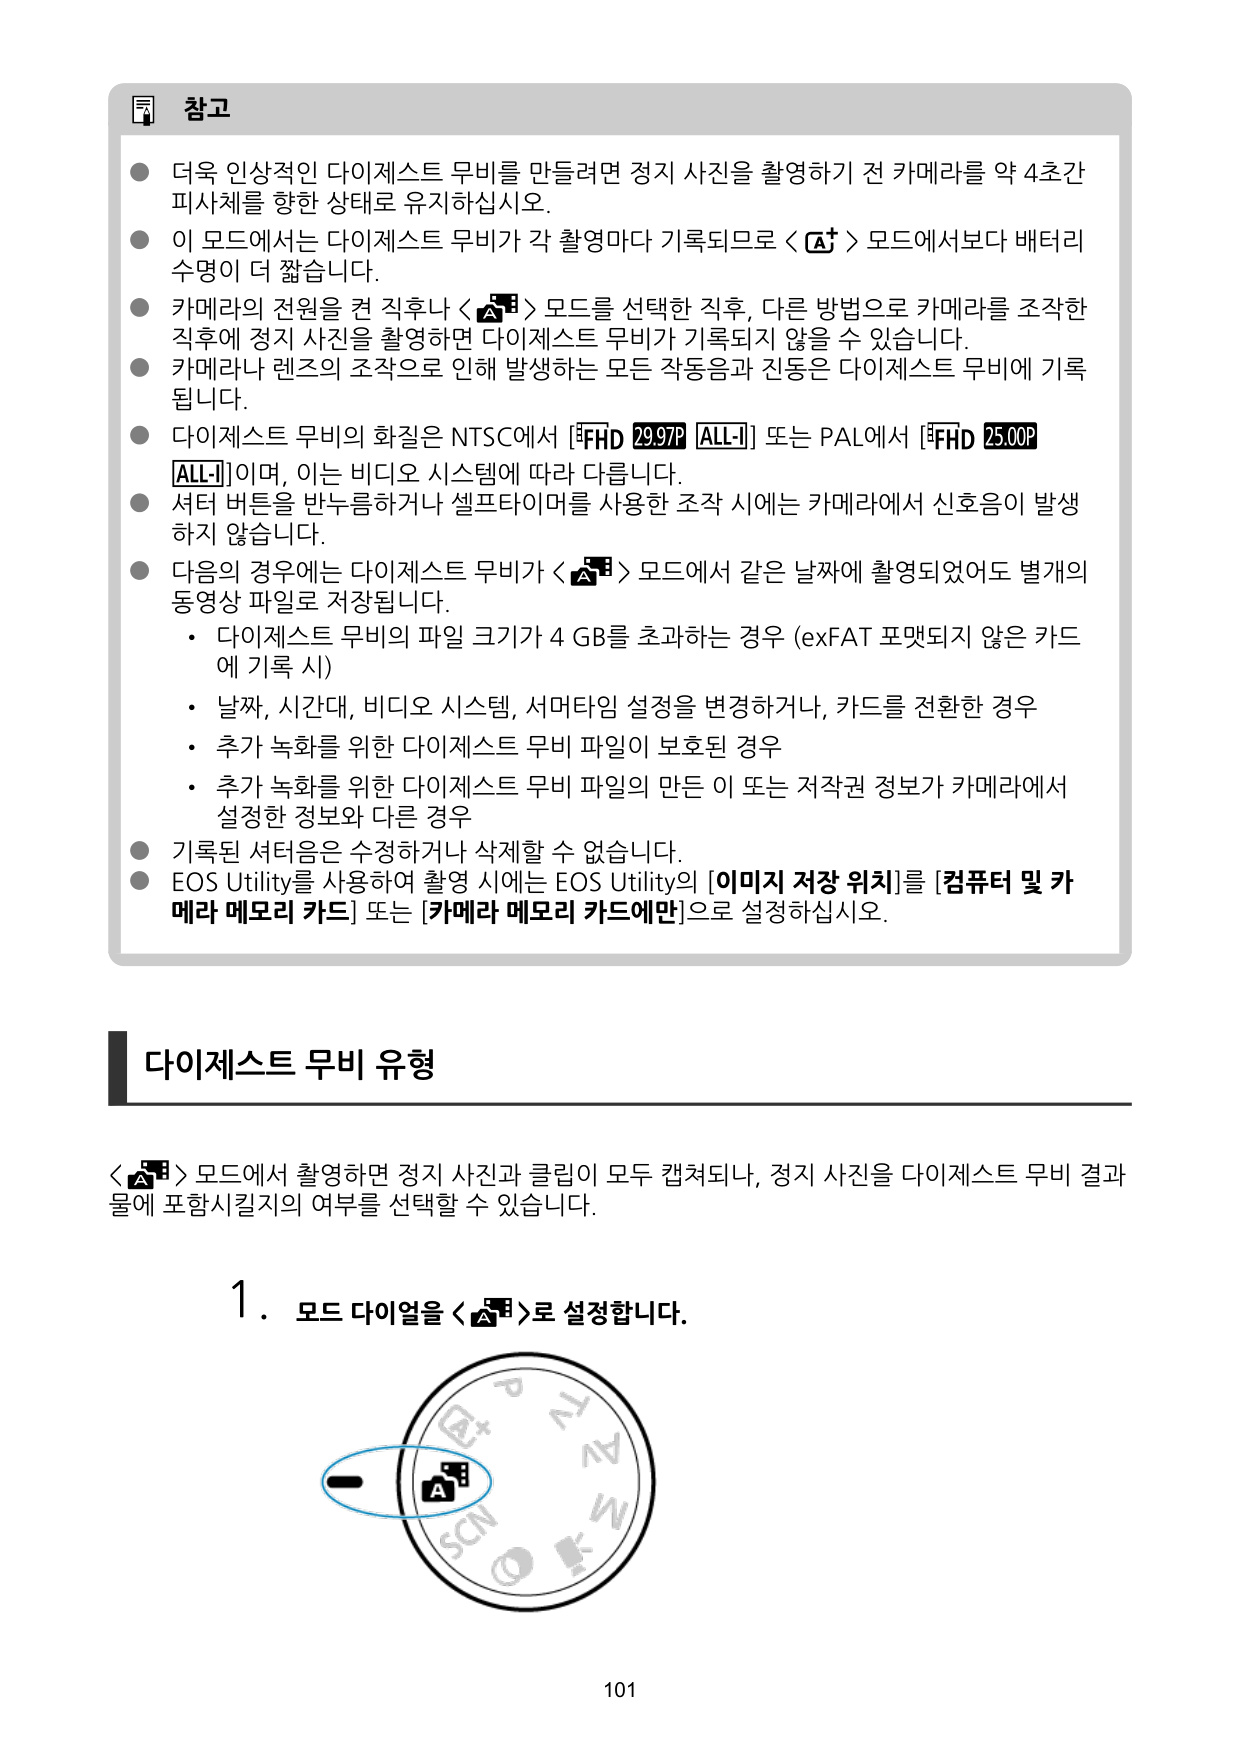 참고
● 더욱 인상적인 다이제스트 무비를 만들려면 정지 사진을 촬영하기 전 카메라를 약 4초간
피사체를 향한 상태로 유지하십시오.
● 이 모드에서는 다이제스트 무비가 각 촬영마다 기록되므로 < A+ > 모드에서보다 배터리
수명이 더 짧습니다.
● 카메라의 전원을 켠 직후나 < A > 모드를 선택한 직후, 다른 방법으로 카메라를 조작한
직후에 정지 사진을 촬영하면 다이제스트 무비가 기록되지 않을 수 있습니다.
● 카메라나 렌즈의 조작으로 인해 발생하는 모든 작동음과 진동은 다이제스트 무비에 기록
됩니다.
● 다이제스트 무비의 화질은 NTSC에서 [FHD 29.97P ALL-I] 또는 PAL에서 [FHD 25.00P
ALL-I]이며, 이는 비디오 시스템에 따라 다릅니다.
● 셔터 버튼을 반누름하거나 셀프타이머를 사용한 조작 시에는 카메라에서 신호음이 발생
하지 않습니다.
● 다음의 경우에는 다이제스트 무비가 < A > 모드에서 같은 날짜에 촬영되었어도 별개의
동영상 파일로 저장됩니다.
• 다이제스트 무비의 파일 크기가 4 GB를 초과하는 경우 (exFAT 포맷되지 않은 카드
에 기록 시)
• 날짜, 시간대, 비디오 시스템, 서머타임 설정을 변경하거나, 카드를 전환한 경우
• 추가 녹화를 위한 다이제스트 무비 파일이 보호된 경우
• 추가 녹화를 위한 다이제스트 무비 파일의 만든 이 또는 저작권 정보가 카메라에서
설정한 정보와 다른 경우
● 기록된 셔터음은 수정하거나 삭제할 수 없습니다.
● EOS Utility를 사용하여 촬영 시에는 EOS Utility의 [이미지 저장 위치]를 [컴퓨터 및 카
메라 메모리 카드] 또는 [카메라 메모리 카드에만]으로 설정하십시오.
다이제스트 무비 유형
< A > 모드에서 촬영하면 정지 사진과 클립이 모두 캡쳐되나, 정지 사진을 다이제스트 무비 결과
물에 포함시킬지의 여부를 선택할 수 있습니다.
1. 모드 다이얼을 < A >로 설정합니다.
P
Tv
A+
Av
A
M
SCN
101